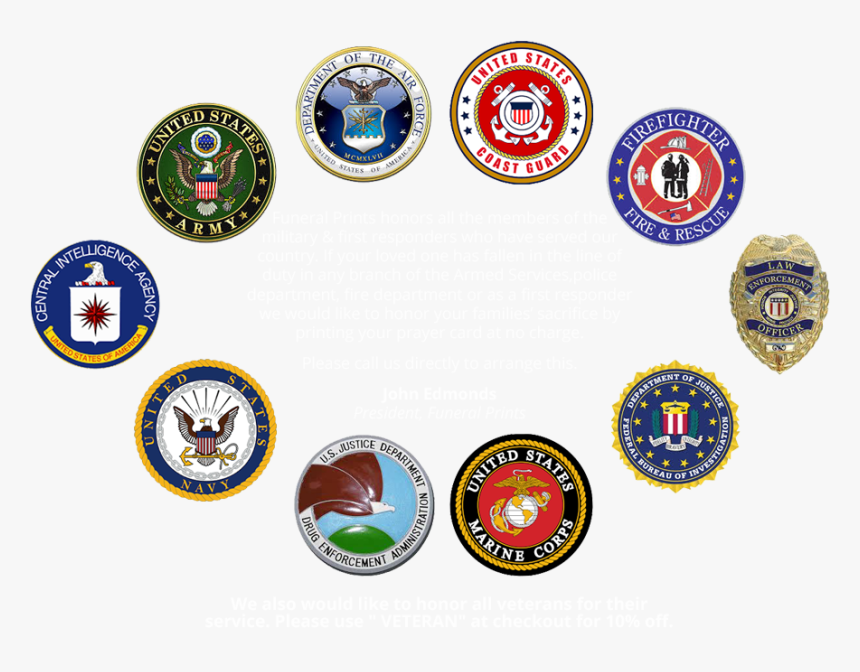 DEPARTMENT OF THE AIR FORCE
UNITED STATES OF AMERICA
MCMXLVII
UNITED STATES
COAST GUARD
UNITED STATES
ARMY
FIREFIGHTER
FIRE & RESCUE
CENTRAL INTELLIGENCE AGENCY
UNITED STATES OF AMERICA
LAW
ENFORCEMENT
OFFICER
Funeral Prints honors all the members of the
military & first responders who have served our
country. If your loved one has fallen in the line of
duty in any branch of the Armed Services police
department, fire department or as a first responder
we would like to honor your families' sacrifice by
printing your prayer card at no charge.
Please call us directly to arrange this.
John Edmonds
President, Funeral Prints
UNITED STATES
NAVY
DEPARTMENT OF JUSTICE
FEDERAL BUREAU OF INVESTIGATION
U.S. JUSTICE DEPARTMENT
DRUG ENFORCEMENT ADMINISTRATION
UNITED STATES
MARINE CORPS
We also would like to honor all veterans for their
service. Please use " VETERAN" at checkout for 10% off.